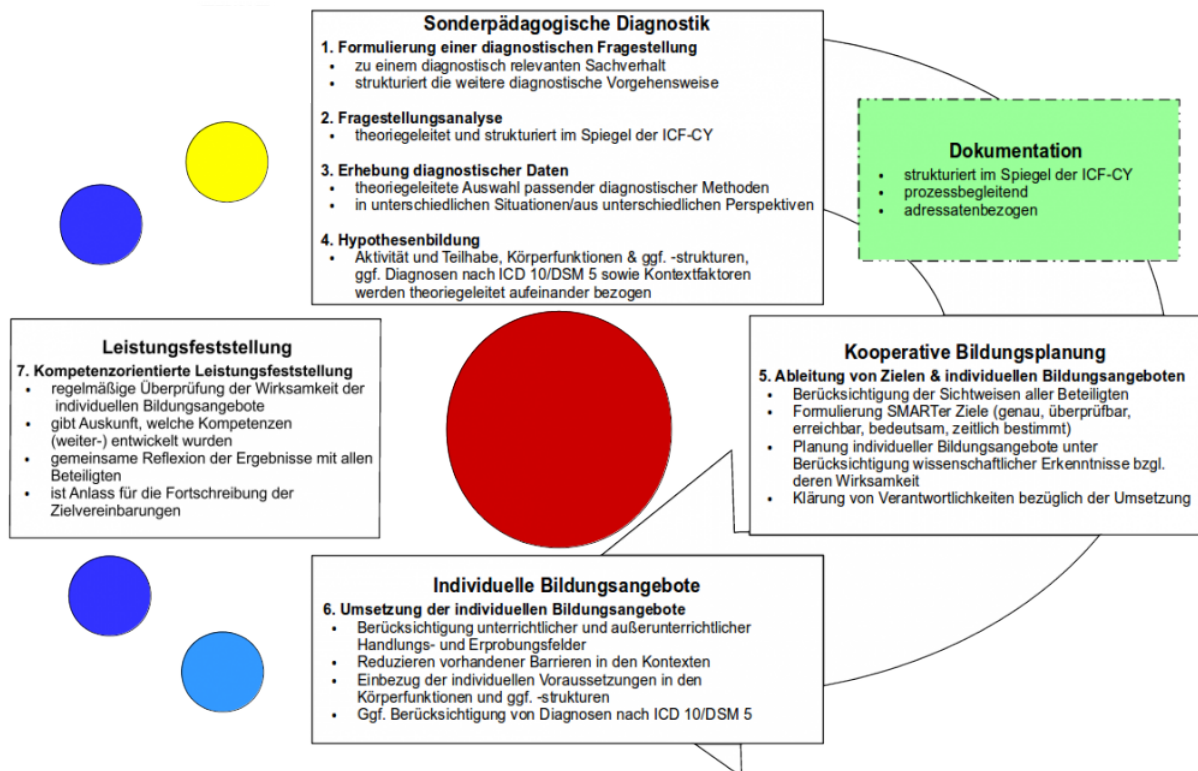 Sonderpädagogische Diagnostik
1. Formulierung einer diagnostischen Fragestellung
• zu einem diagnostisch relevanten Sachverhalt
• strukturiert die weitere diagnostische Vorgehensweise
2. Fragestellungsanalyse
• theoriegeleitet und strukturiert im Spiegel der ICF-CY
3. Erhebung diagnostischer Daten
• theoriegeleitete Auswahl passender diagnostischer Methoden
• in unterschiedlichen Situationen/aus unterschiedlichen Perspektiven
4. Hypothesenbildung
• Aktivität und Teilhabe, Körperfunktionen & ggf. -strukturen,
ggf. Diagnosen nach ICD 10/DSM 5 sowie Kontextfaktoren
werden theoriegeleitet aufeinander bezogen
Dokumentation
• strukturiert im Spiegel der ICF-CY
• prozessbegleitend
• adressatenbezogen
Leistungsfeststellung
7. Kompetenzorientierte Leistungsfeststellung
• regelmäßige Überprüfung der Wirksamkeit der
individuellen Bildungsangebote
• gibt Auskunft, welche Kompetenzen
(weiter-) entwickelt wurden
• gemeinsame Reflexion der Ergebnisse mit allen
Beteiligten
• ist Anlass für die Fortschreibung der
Zielvereinbarungen
Kooperative Bildungsplanung
5. Ableitung von Zielen & individuellen Bildungsangeboten
• Berücksichtigung der Sichtweisen aller Beteiligten
• Formulierung SMARTer Ziele (genau, überprüfbar,
erreichbar, bedeutsam, zeitlich bestimmt)
• Planung individueller Bildungsangebote unter
Berücksichtigung wissenschaftlicher Erkenntnisse bzgl.
deren Wirksamkeit
• Klärung von Verantwortlichkeiten bezüglich der Umsetzung
Individuelle Bildungsangebote
6. Umsetzung der individuellen Bildungsangebote
• Berücksichtigung unterrichtlicher und außerunterrichtlicher
Handlungs- und Erprobungsfelder
• Reduzieren vorhandener Barrieren in den Kontexten
• Einbezug der individuellen Voraussetzungen in den
Körperfunktionen und ggf. -strukturen
• Ggf. Berücksichtigung von Diagnosen nach ICD 10/DSM 5